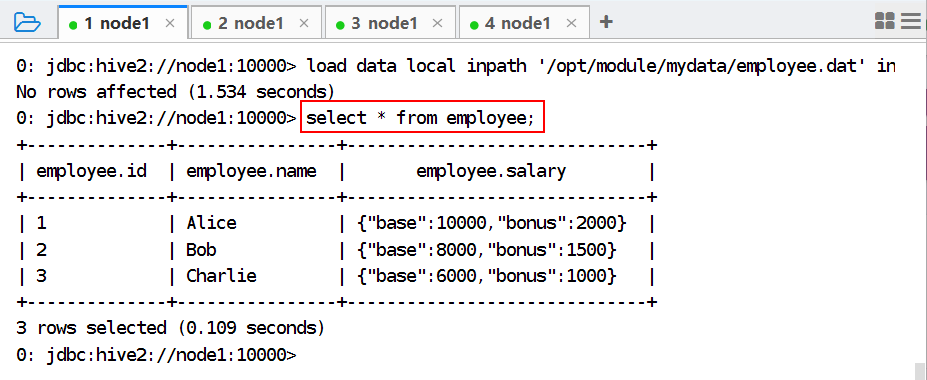 1 node1 × 2 node1 × 3 node1 × 4 node1 × +
0: jdbc:hive2://node1:10000> load data local inpath '/opt/module/mydata/employee.dat' in
No rows affected (1.534 seconds)
0: jdbc:hive2://node1:10000> select * from employee;
+--------------+----------------+------------------------------+
| employee.id | employee.name | employee.salary |
+--------------+----------------+------------------------------+
| 1 | Alice | {"base":10000,"bonus":2000} |
| 2 | Bob | {"base":8000,"bonus":1500} |
| 3 | Charlie | {"base":6000,"bonus":1000} |
+--------------+----------------+------------------------------+
3 rows selected (0.109 seconds)
0: jdbc:hive2://node1:10000>